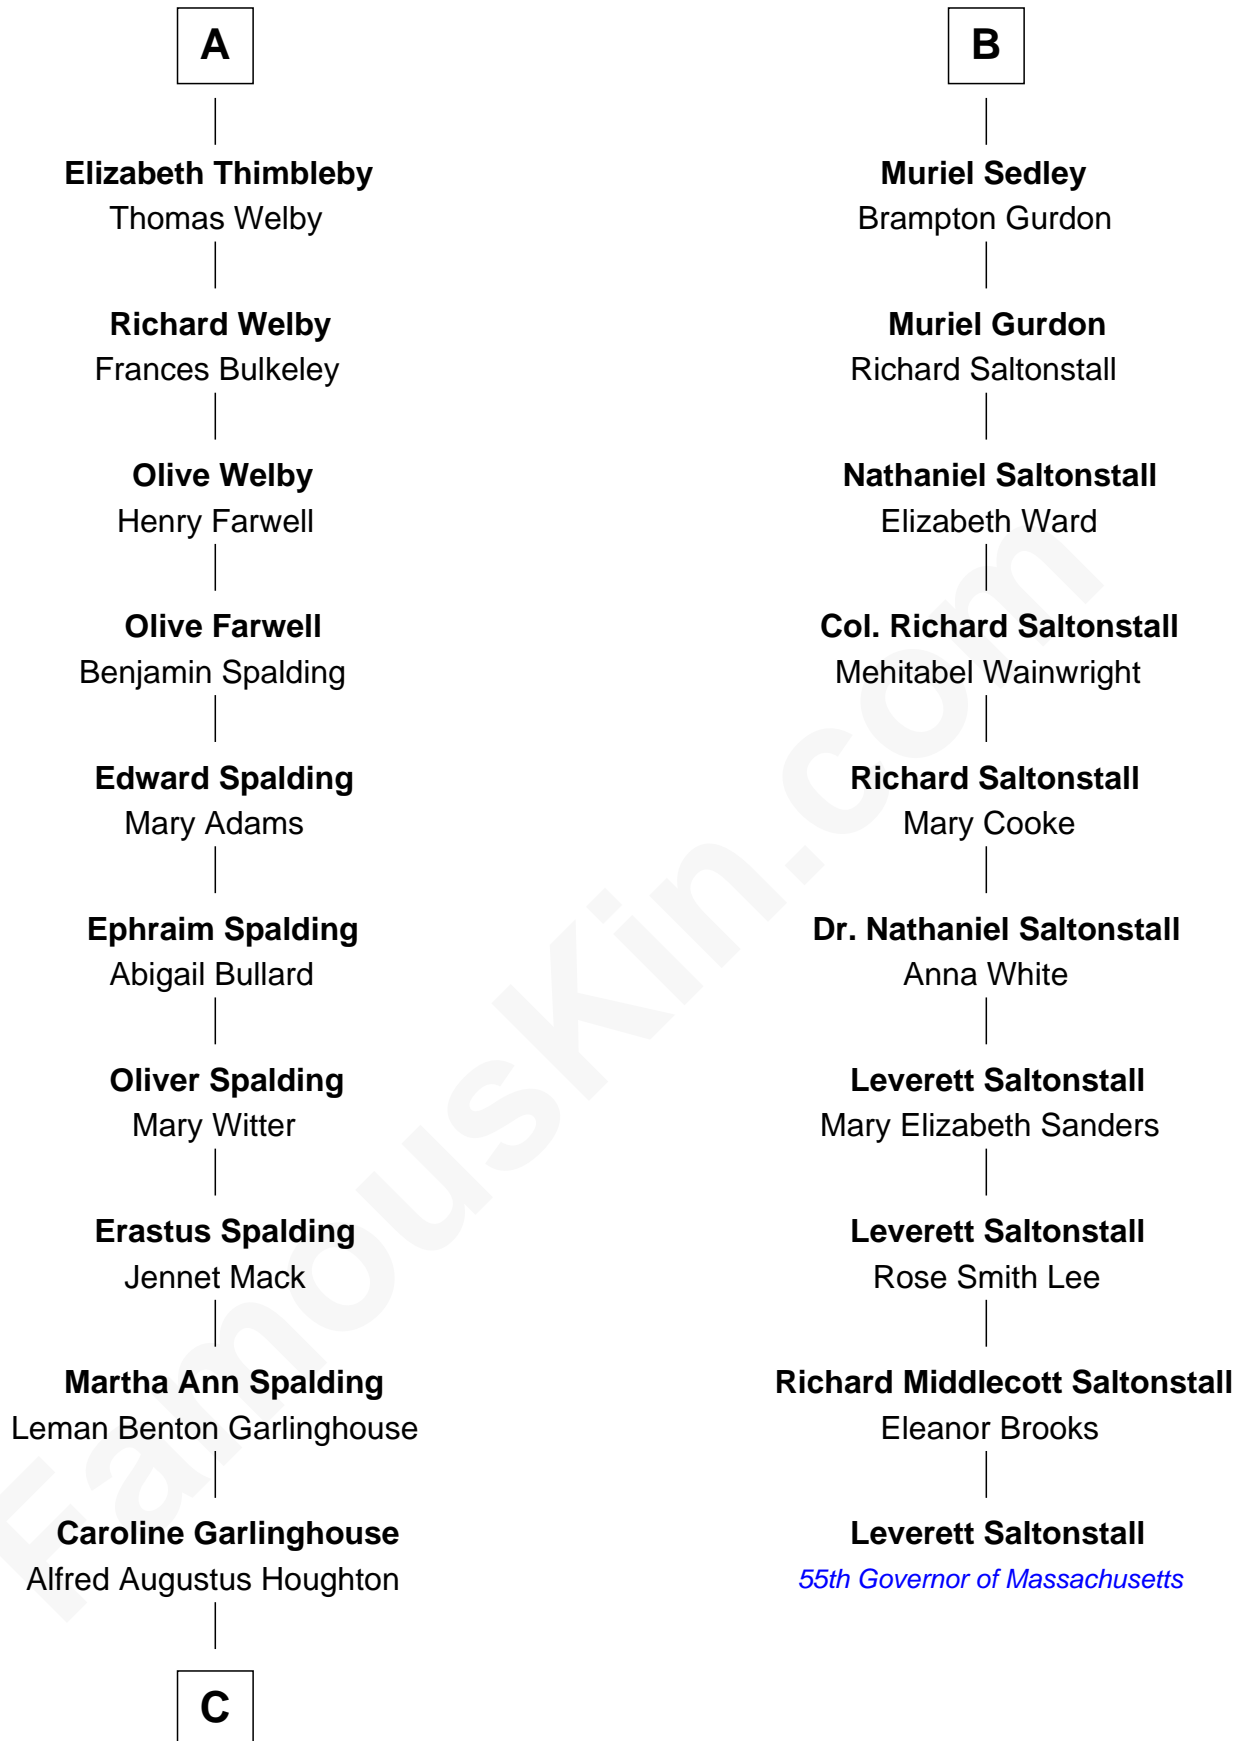 A
Elizabeth Thimbleby
Thomas Welby
Richard Welby
Frances Bulkeley
Olive Welby
Henry Farwell
Olive Farwell
Benjamin Spalding
Edward Spalding
Mary Adams
Ephraim Spalding
Abigail Bullard
Oliver Spalding
Mary Witter
Erastus Spalding
Jennet Mack
Martha Ann Spalding
Leman Benton Garlinghouse
Caroline Garlinghouse
Alfred Augustus Houghton
C
B
Muriel Sedley
Brampton Gurdon
Muriel Gurdon
Richard Saltonstall
Nathaniel Saltonstall
Elizabeth Ward
Col. Richard Saltonstall
Mehitabel Wainwright
Richard Saltonstall
Mary Cooke
Dr. Nathaniel Saltonstall
Anna White
Leverett Saltonstall
Mary Elizabeth Sanders
Leverett Saltonstall
Rose Smith Lee
Richard Middlecott Saltonstall
Eleanor Brooks
Leverett Saltonstall
55th Governor of Massachusetts
FamousKin.com